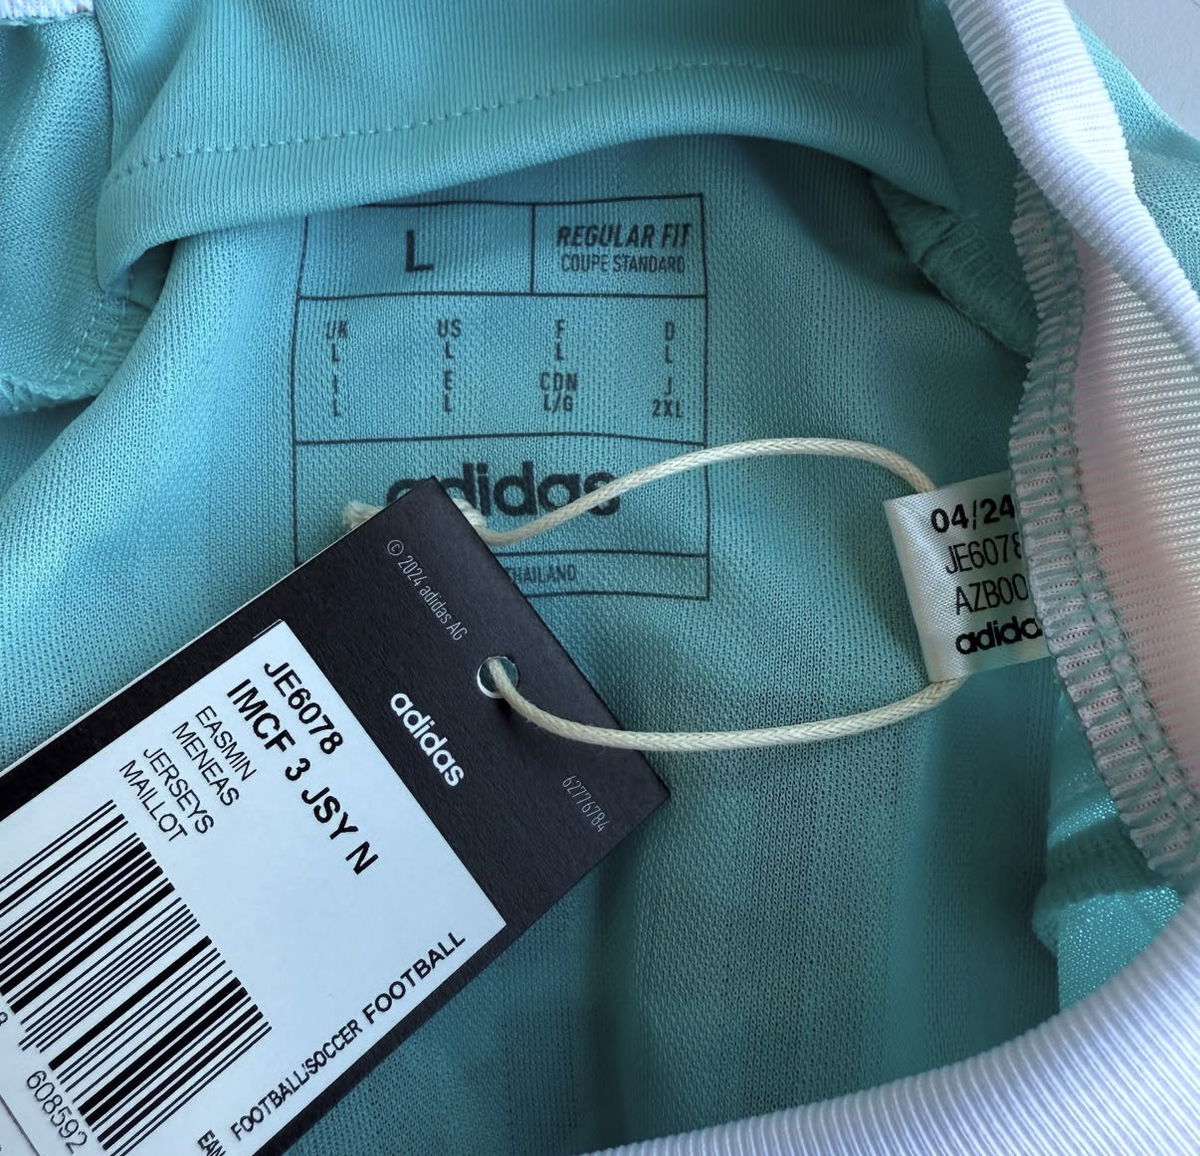 L
REGULAR FIT
COUPE STANDARD
UK US F D
L L L L
I E CDN J
L L L/G 2XL
adidas
THAILAND
04/24
JE6078
AZB00
adidas
© 2024 adidas AG
adidas
62776784
JE6078
IMCF 3 JSY N
EASMIN
MENEAS
JERSEYS
MAILLOT
FOOTBALL/SOCCER FOOTBALL
EAN
608592